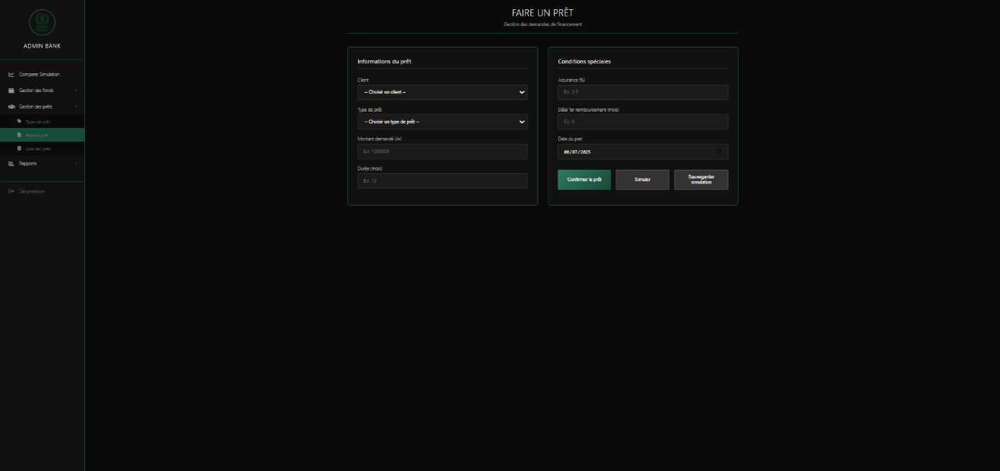 ADMIN BANK
Comparer Simulation
Gestion des fonds
Gestion des prêts
Types de prêt
Faire un prêt
Liste des prêts
Rapports
Déconnexion
FAIRE UN PRÊT
Gestion des demandes de financement
Informations du prêt
Client
-- Choisir un client --
Type de prêt
-- Choisir un type de prêt --
Montant demandé (Ar)
Ex: 1000000
Durée (mois)
Ex: 12
Conditions spéciales
Assurance (%)
Ex: 2.5
Délai 1er remboursement (mois)
Ex: 0
Date du pret
08/07/2025
Confirmer le prêt
Simuler
Sauvegarder
simulation